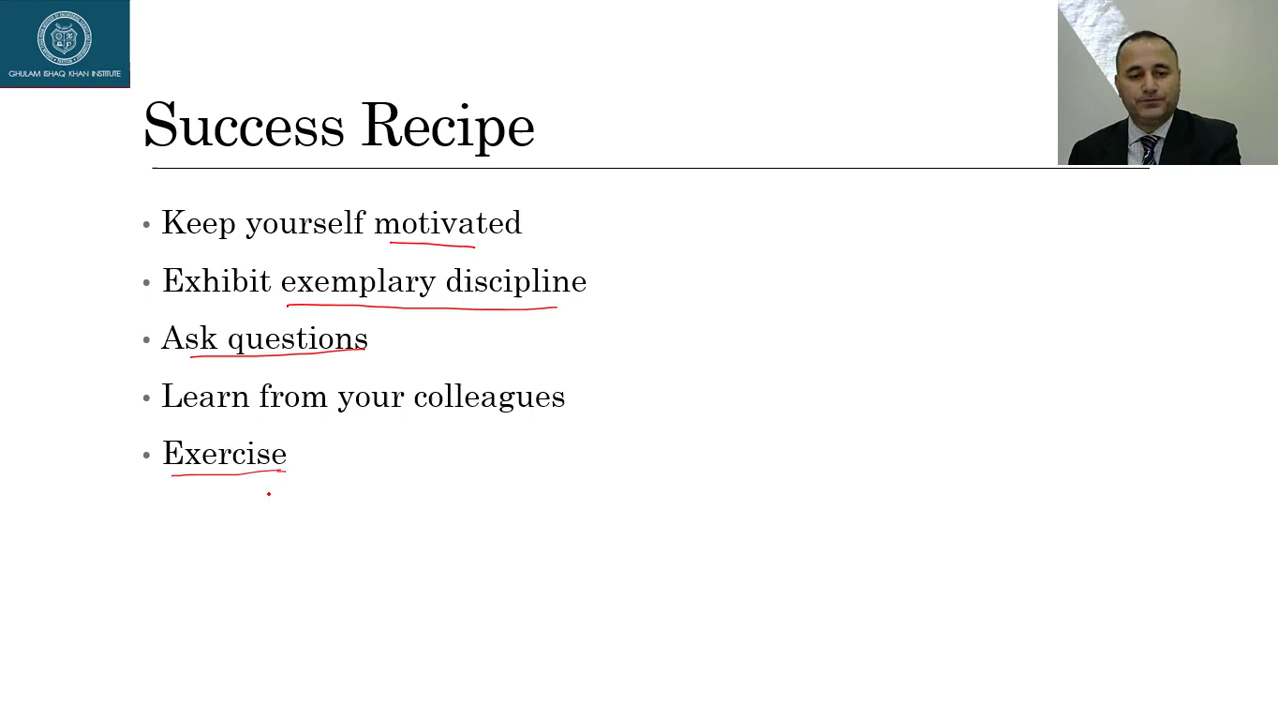 GHULAM ISHAQ KHAN INSTITUTE
Success Recipe
• Keep yourself motivated
• Exhibit exemplary discipline
• Ask questions
• Learn from your colleagues
• Exercise